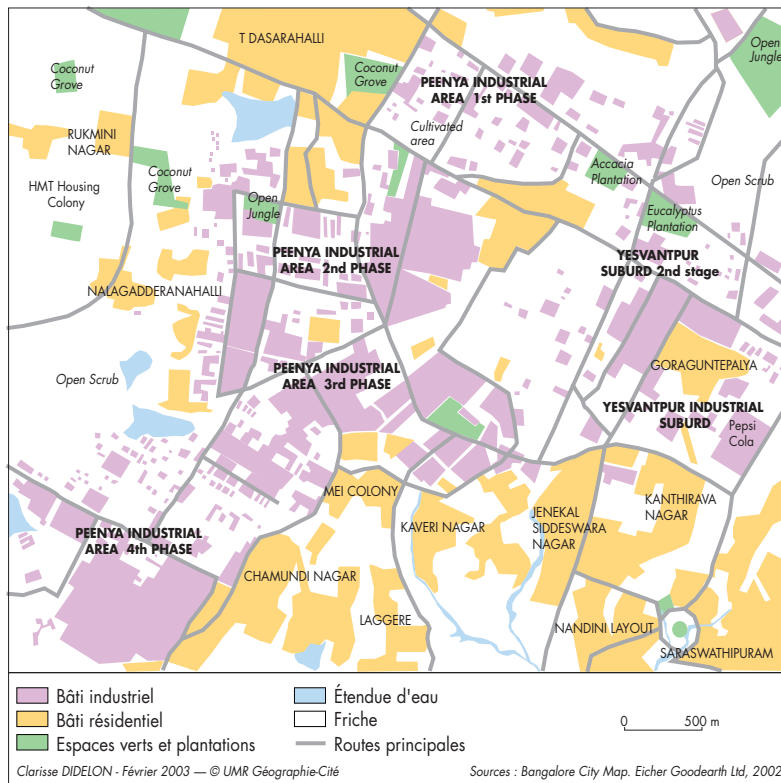 T DASARAHALLI
Coconut
Grove
Coconut
Grove
Open
Jungle
PEENYA INDUSTRIAL
AREA 1st PHASE
Cultivated
area
RUKMINI
NAGAR
Coconut
Grove
Accacia
Plantation
HMT Housing
Colony
Open
Jungle
Open Scrub
Eucalyptus
Plantation
PEENYA INDUSTRIAL
AREA 2nd PHASE
YESVANTPUR
SUBURD 2nd stage
NALAGADDERANAHALLI
Open Scrub
PEENYA INDUSTRIAL
AREA 3rd PHASE
GORAGUNTEPALYA
YESVANTPUR INDUSTRIAL
SUBURD
Pepsi
Cola
MEI COLONY
KANTHIRAVA
NAGAR
PEENYA INDUSTRIAL
AREA 4th PHASE
KAVERI NAGAR
JENEKAL
SIDDESWARA
NAGAR
CHAMUNDI NAGAR
LAGGERE
NANDINI LAYOUT
SARASWATHIPURAM
Bâti industriel
Bâti résidentiel
Espaces verts et plantations
Étendue d'eau
Friche
Routes principales
0 500 m
Clarisse DIDELON - Février 2003 — © UMR Géographie-Cité
Sources : Bangalore City Map. Eicher Goodearth Ltd, 2002